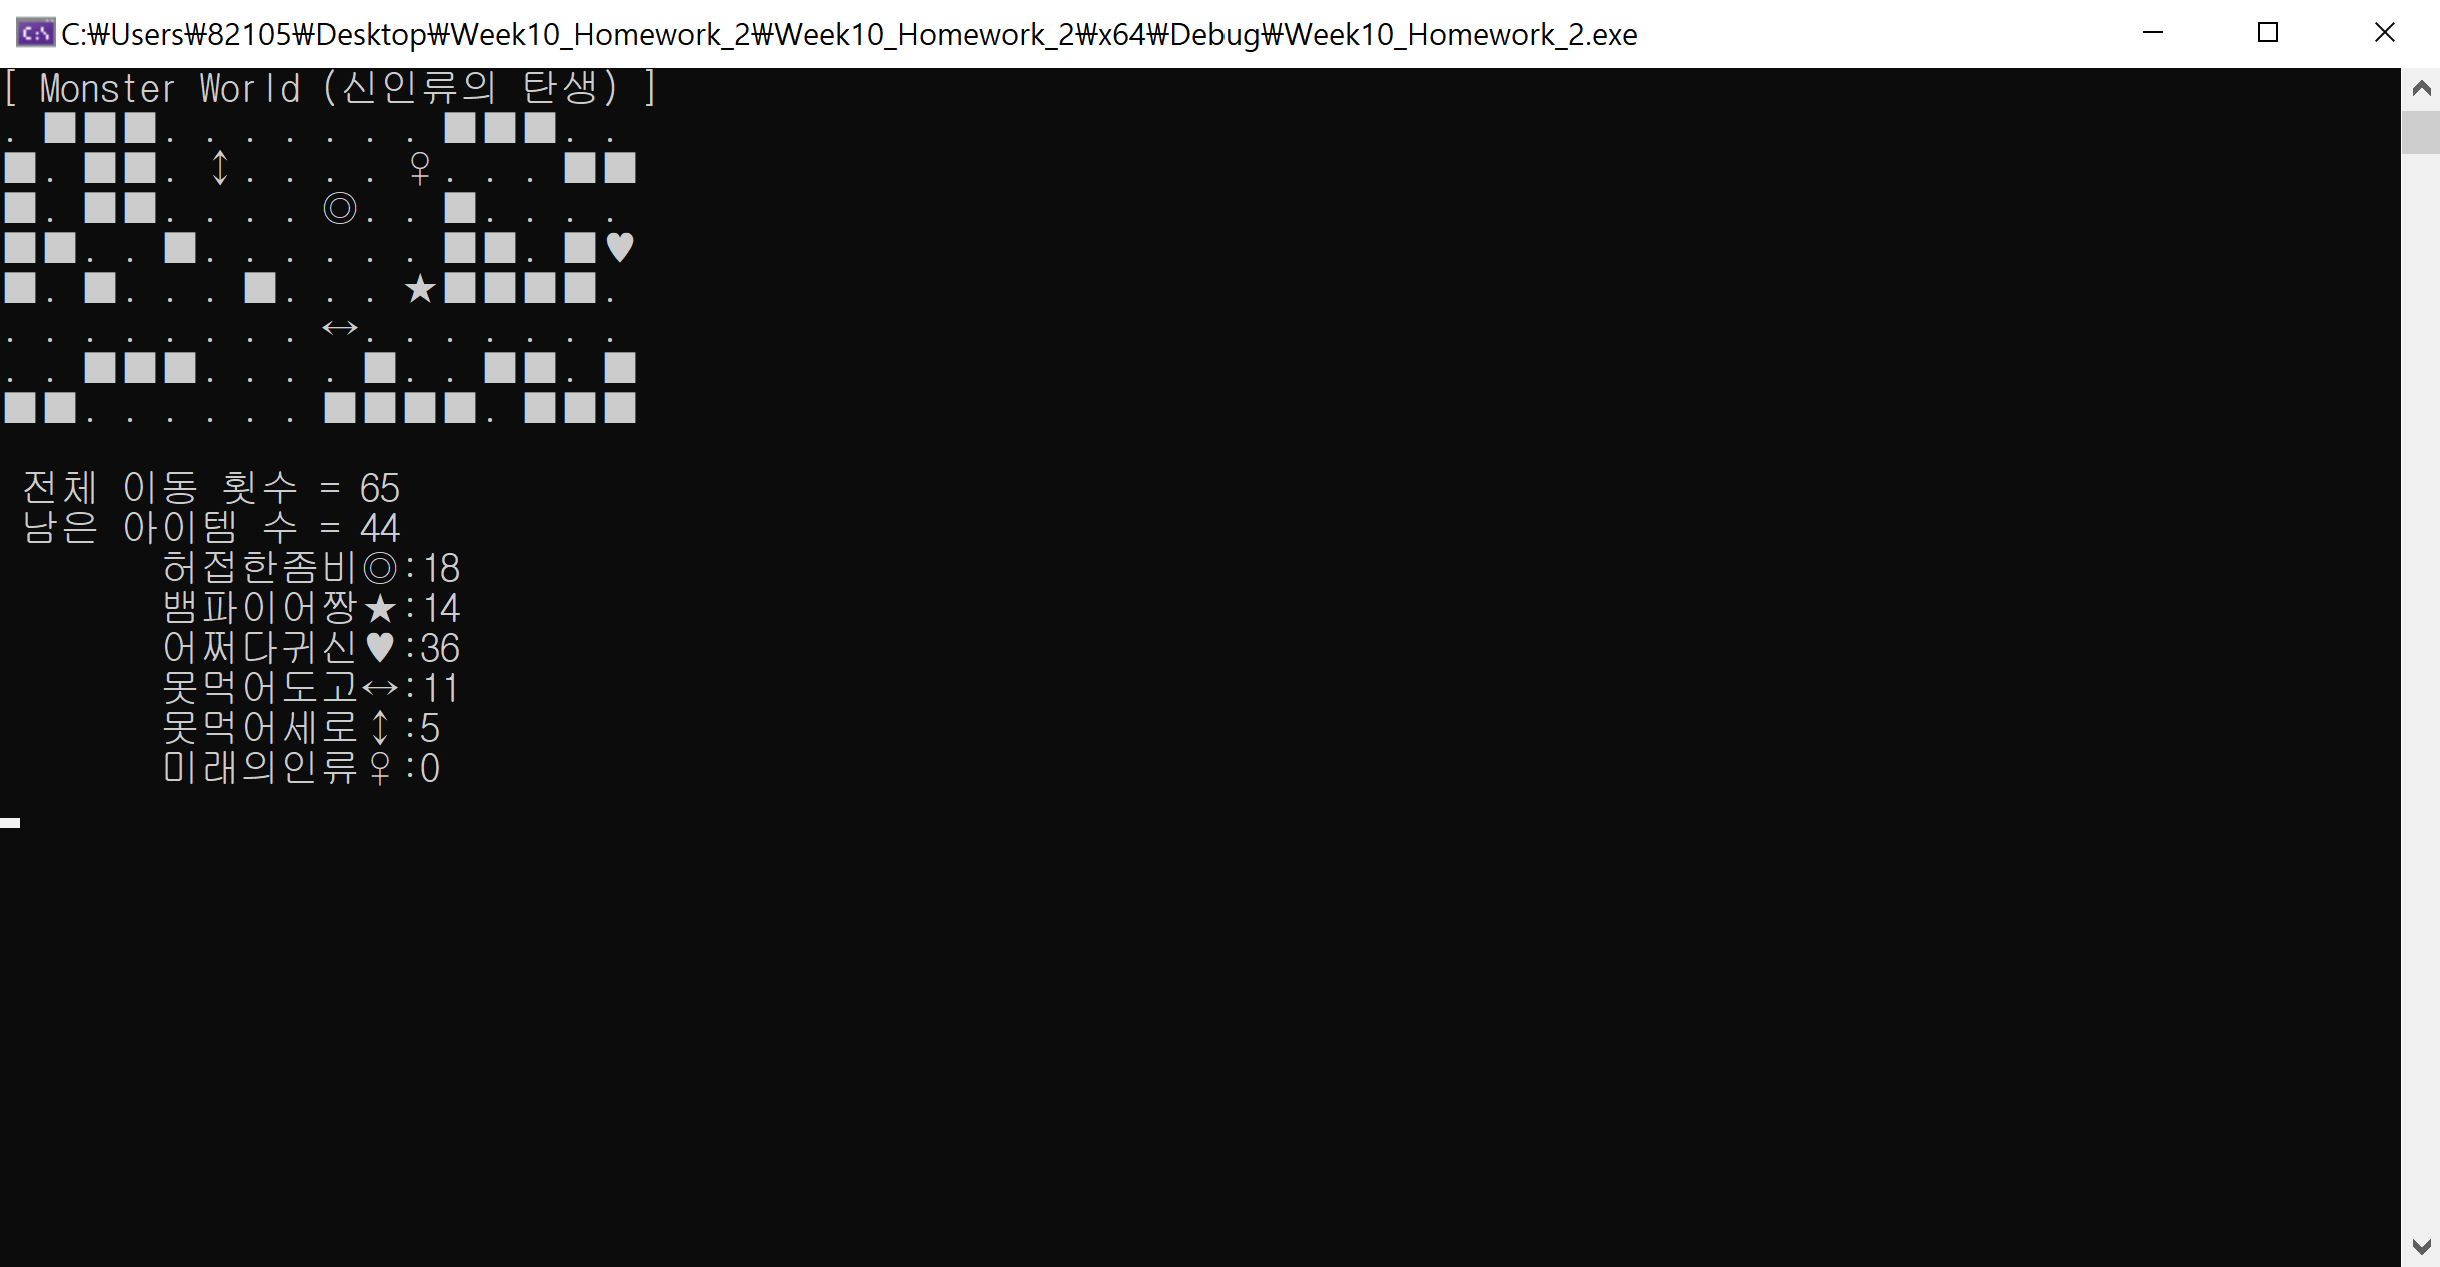 C:\Users\82105\Desktop\Week10_Homework_2\Week10_Homework_2\x64\Debug\Week10_Homework_2.exe
[ Monster World (신인류의 탄생) ]
. ■■■. . . . . . . ■■■. .
■. ■■. ↕. . . . ♀. . . ■■
■. ■■. . . . ◎. . ■. . . .
■■. . ■. . . . . . ■■. ■♥
■. ■. . . ■. . . ★■■■■.
. . . . . . . . ↔. . . . . . .
. . ■■■. . . . ■. . ■■. ■
■■. . . . . . ■■■■. ■■■
전체 이동 횟수 = 65
남은 아이템 수 = 44
허접한좀비◎:18
뱀파이어짱★:14
어쩌다귀신♥:36
못먹어도고↔:11
못먹어세로↕:5
미래의인류♀:0